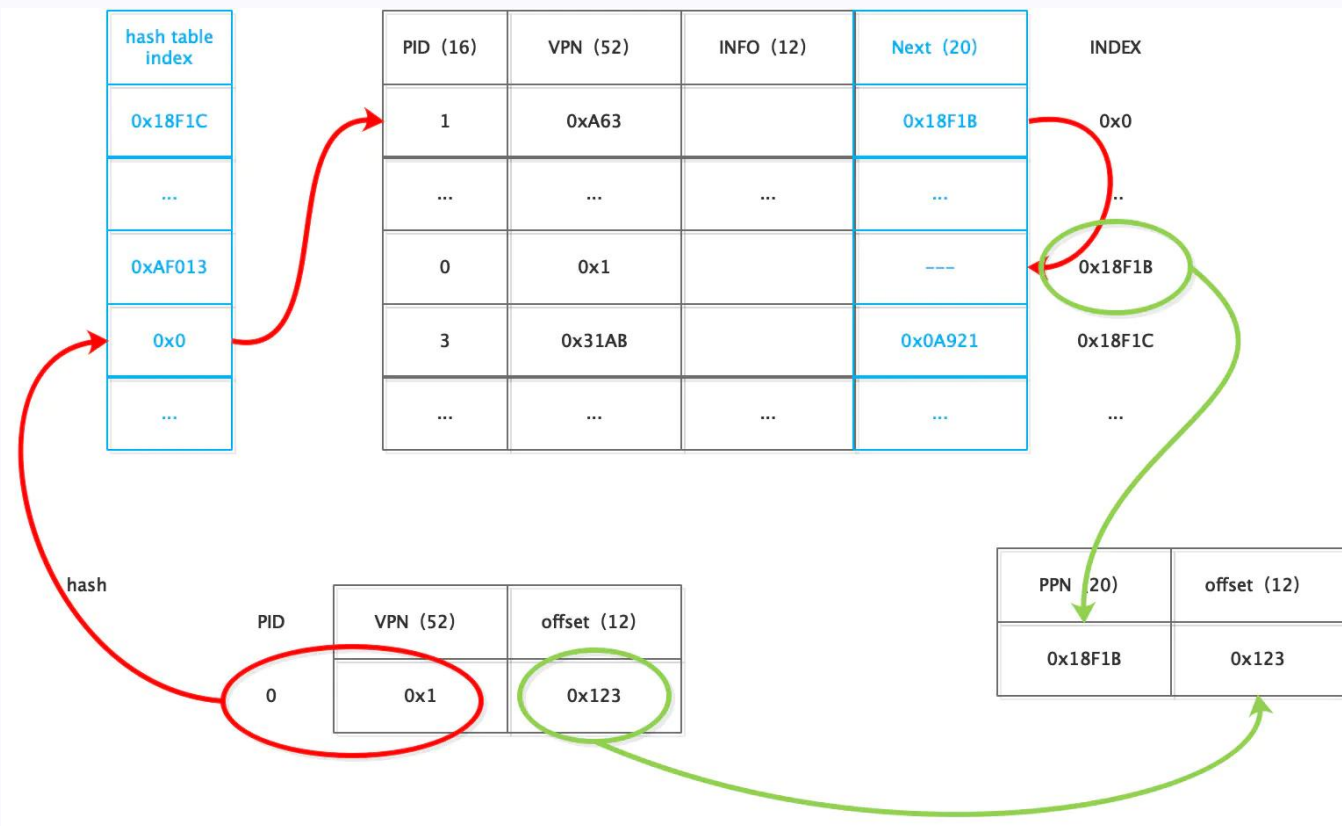 hash table
index
PID (16) VPN (52) INFO (12) Next (20) INDEX
0x18F1C 1 0xA63 0x18F1B 0x0
... ... ... ... ... ..
0xAF013 0 0x1 --- 0x18F1B
0x0 3 0x31AB 0x0A921 0x18F1C
... ... ... ... ... ...
hash
PID VPN (52) offset (12) PPN (20) offset (12)
0 0x1 0x123 0x18F1B 0x123